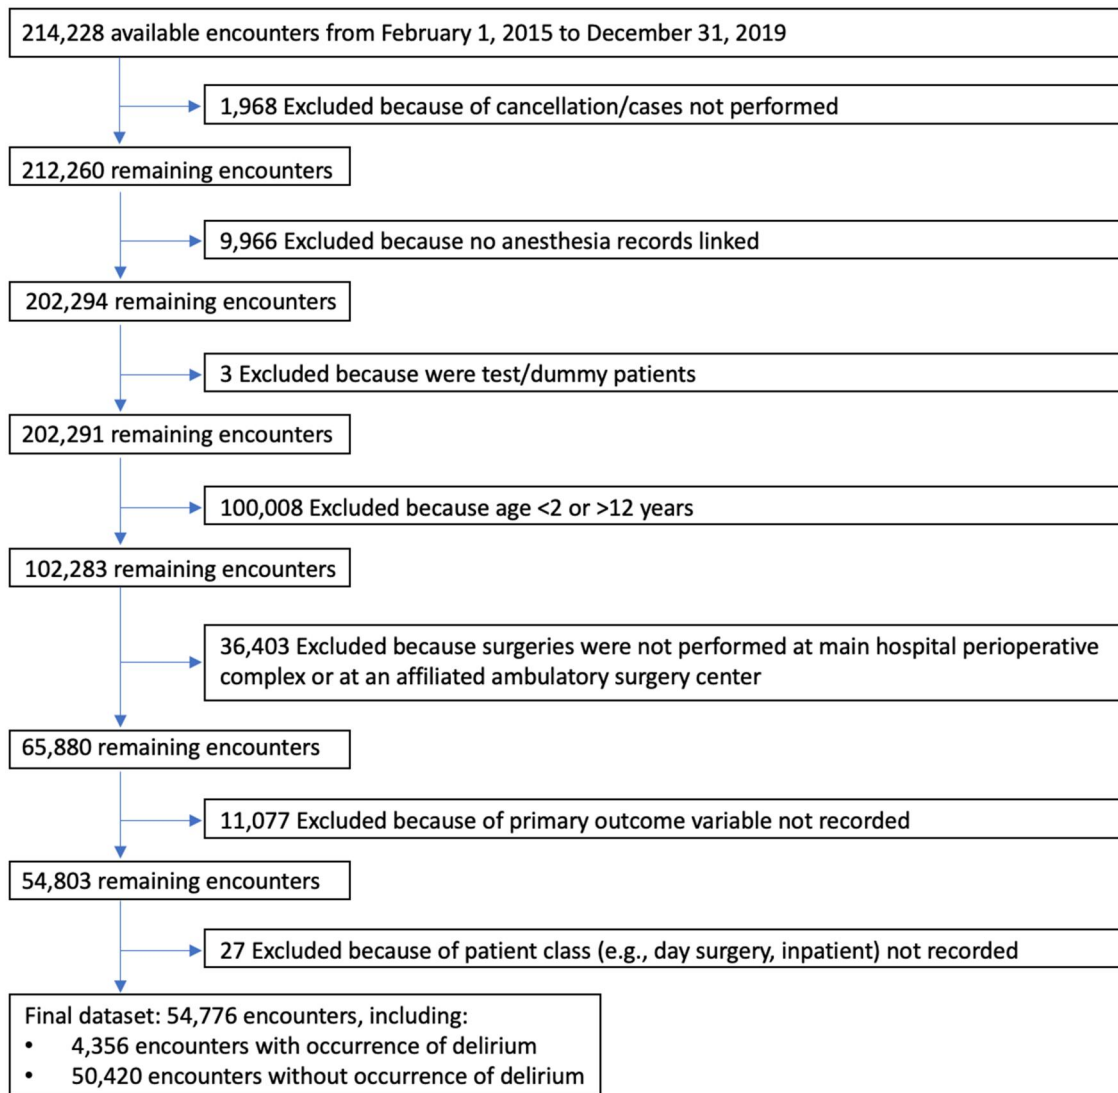 214,228 available encounters from February 1, 2015 to December 31, 2019
1,968 Excluded because of cancellation/cases not performed
212,260 remaining encounters
9,966 Excluded because no anesthesia records linked
202,294 remaining encounters
3 Excluded because were test/dummy patients
202,291 remaining encounters
100,008 Excluded because age <2 or >12 years
102,283 remaining encounters
36,403 Excluded because surgeries were not performed at main hospital perioperative
complex or at an affiliated ambulatory surgery center
65,880 remaining encounters
11,077 Excluded because of primary outcome variable not recorded
54,803 remaining encounters
27 Excluded because of patient class (e.g., day surgery, inpatient) not recorded
Final dataset: 54,776 encounters, including:
• 4,356 encounters with occurrence of delirium
• 50,420 encounters without occurrence of delirium